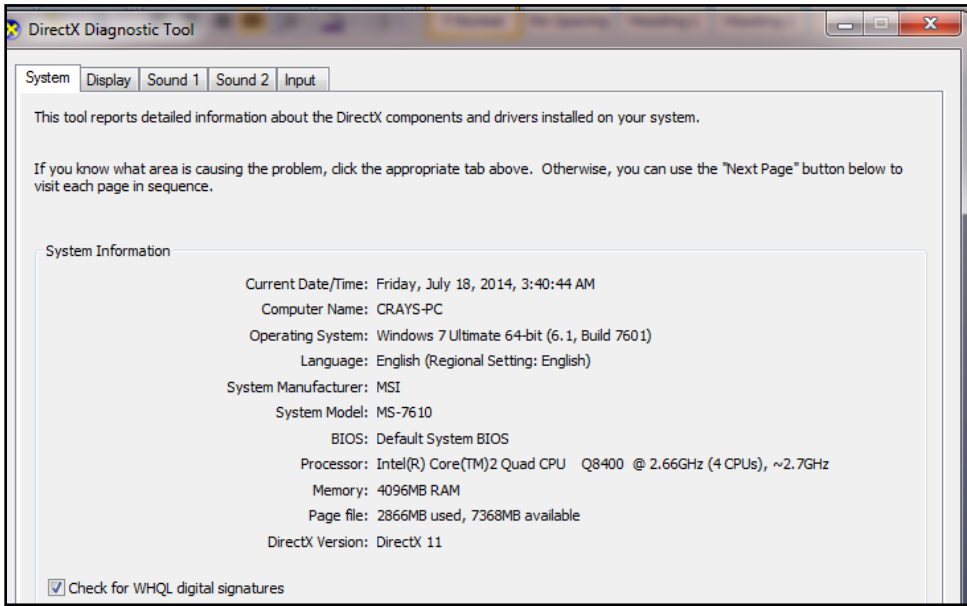 DirectX Diagnostic Tool
System Display Sound 1 Sound 2 Input
This tool reports detailed information about the DirectX components and drivers installed on your system.
If you know what area is causing the problem, click the appropriate tab above.  Otherwise, you can use the "Next Page" button below to
visit each page in sequence.
System Information
Current Date/Time: Friday, July 18, 2014, 3:40:44 AM
Computer Name: CRAYS-PC
Operating System: Windows 7 Ultimate 64-bit (6.1, Build 7601)
Language: English (Regional Setting: English)
System Manufacturer: MSI
System Model: MS-7610
BIOS: Default System BIOS
Processor: Intel(R) Core(TM)2 Quad CPU    Q8400  @ 2.66GHz (4 CPUs), ~2.7GHz
Memory: 4096MB RAM
Page file: 2866MB used, 7368MB available
DirectX Version: DirectX 11
Check for WHQL digital signatures